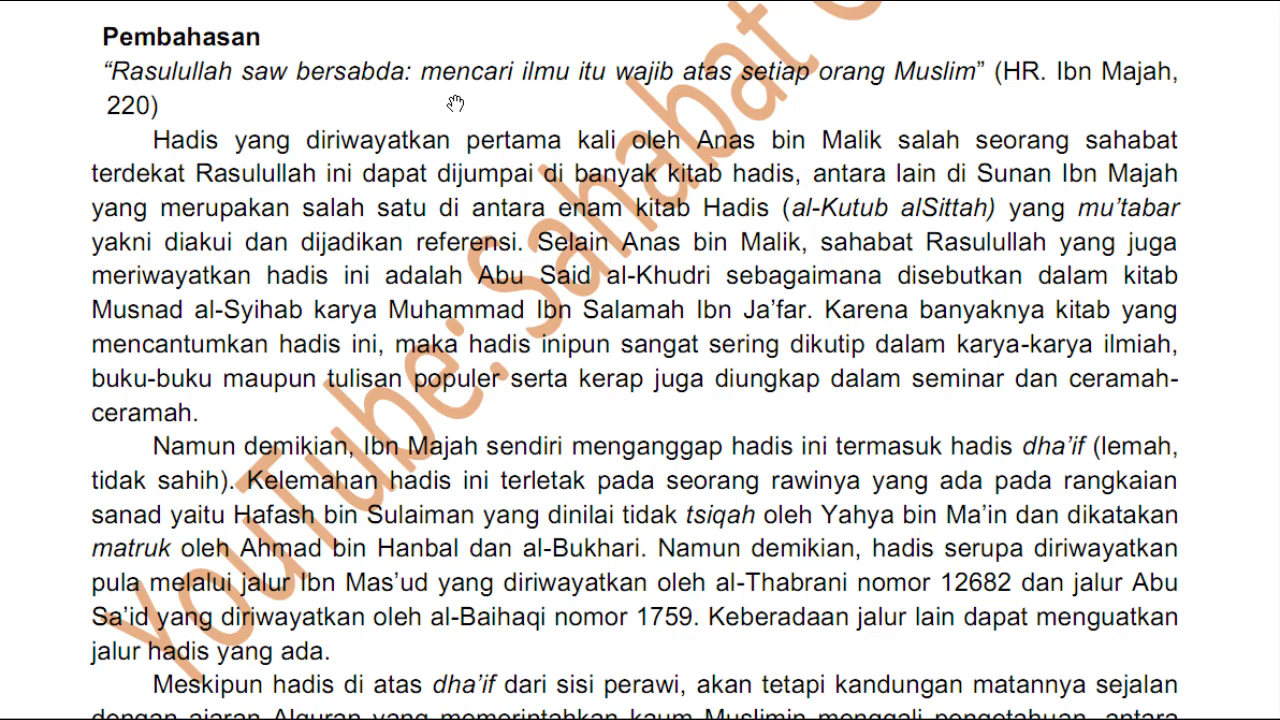 Pembahasan
“Rasulullah saw bersabda: mencari ilmu itu wajib atas setiap orang Muslim” (HR. Ibn Majah,
220)
Hadis yang diriwayatkan pertama kali oleh Anas bin Malik salah seorang sahabat
terdekat Rasulullah ini dapat dijumpai di banyak kitab hadis, antara lain di Sunan Ibn Majah
yang merupakan salah satu di antara enam kitab Hadis (al-Kutub alSittah) yang mu’tabar
yakni diakui dan dijadikan referensi. Selain Anas bin Malik, sahabat Rasulullah yang juga
meriwayatkan hadis ini adalah Abu Said al-Khudri sebagaimana disebutkan dalam kitab
Musnad al-Syihab karya Muhammad Ibn Salamah Ibn Ja’far. Karena banyaknya kitab yang
mencantumkan hadis ini, maka hadis inipun sangat sering dikutip dalam karya-karya ilmiah,
buku-buku maupun tulisan populer serta kerap juga diungkap dalam seminar dan ceramah-
ceramah.
Namun demikian, Ibn Majah sendiri menganggap hadis ini termasuk hadis dha’if (lemah,
tidak sahih). Kelemahan hadis ini terletak pada seorang rawinya yang ada pada rangkaian
sanad yaitu Hafash bin Sulaiman yang dinilai tidak tsiqah oleh Yahya bin Ma’in dan dikatakan
matruk oleh Ahmad bin Hanbal dan al-Bukhari. Namun demikian, hadis serupa diriwayatkan
pula melalui jalur Ibn Mas’ud yang diriwayatkan oleh al-Thabrani nomor 12682 dan jalur Abu
Sa’id yang diriwayatkan oleh al-Baihaqi nomor 1759. Keberadaan jalur lain dapat menguatkan
jalur hadis yang ada.
Meskipun hadis di atas dha’if dari sisi perawi, akan tetapi kandungan matannya sejalan
dengan ajaran Alquran yang memerintahkan kaum Muslimin menggali pengetahuan, antara
YouTube: Sahabat